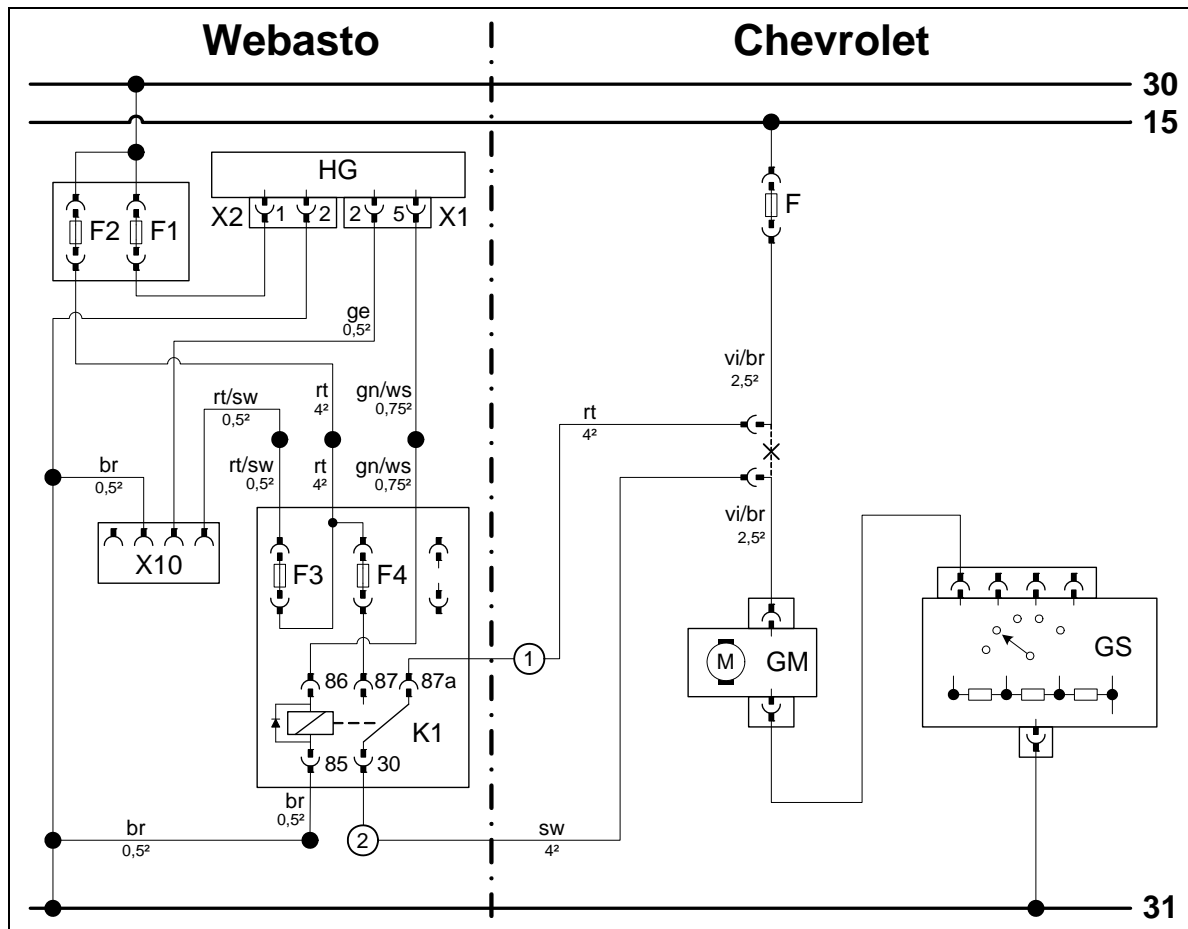 Webasto Chevrolet
30
15
HG
X2 1 2 2 5 X1
F2 F1
F
ge
0,5²
vi/br
2,5²
rt
4²
gn/ws
0,75²
rt/sw
0,5²
rt
4²
br
0,5²
rt/sw
0,5²
rt
4²
gn/ws
0,75²
vi/br
2,5²
X10
F3 F4
M GM
GS
1
86 87 87a
K1
85 30
br
0,5²
br
0,5²
2
sw
4²
31